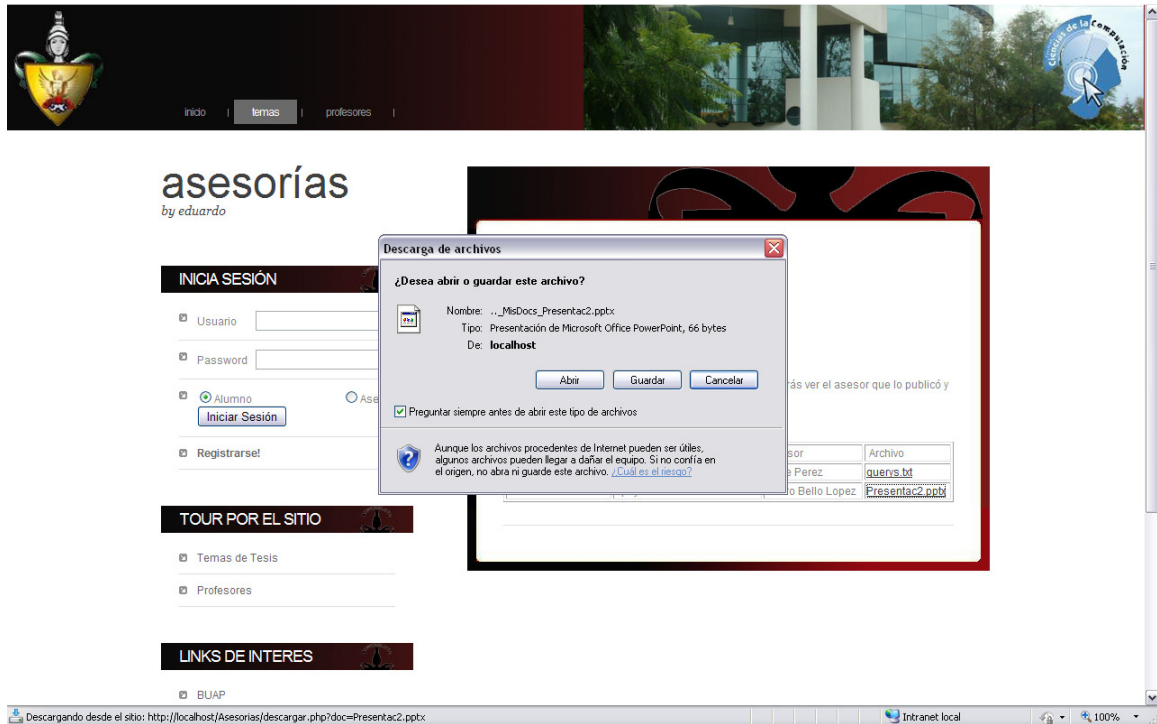 Ciencias de la Computación
inicio | temas | profesores |
asesorías
by eduardo
INICIA SESIÓN
Usuario
Password
Alumno
Ase
Iniciar Sesión
Registrarse!
TOUR POR EL SITIO
Temas de Tesis
Profesores
LINKS DE INTERES
BUAP
Descarga de archivos
¿Desea abrir o guardar este archivo?
Nombre: .._MisDocs_Presentac2.pptx
Tipo: Presentación de Microsoft Office PowerPoint, 66 bytes
De: localhost
Abrir Guardar Cancelar
Preguntar siempre antes de abrir este tipo de archivos
Aunque los archivos procedentes de Internet pueden ser útiles,
algunos archivos pueden llegar a dañar el equipo. Si no confía en
el origen, no abra ni guarde este archivo. ¿Cuál es el riesgo?
rás ver el asesor que lo publicó y
sor Archivo
e Perez querys.txt
o Bello Lopez Presentac2.pptx
Descargando desde el sitio: http://localhost/Asesorias/descargar.php?doc=Presentac2.pptx
Intranet local
100%